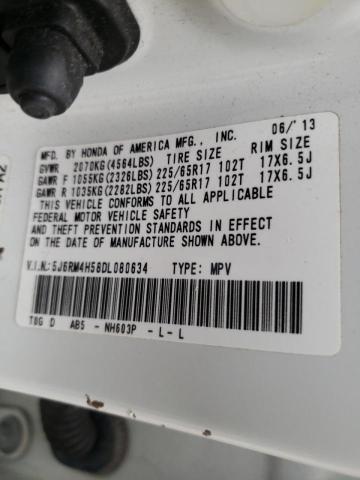 06/13
MFD. BY HONDA OF AMERICA MFG., INC.
GVWR 2070KG(4564LBS) TIRE SIZE RIM SIZE
GAWR F 1055KG(2326LBS) 225/65R17 102T 17X6.5J
GAWR R 1035KG(2282LBS) 225/65R17 102T 17X6.5J
THIS VEHICLE CONFORMS TO ALL APPLICABLE
FEDERAL MOTOR VEHICLE SAFETY
AND THEFT PREVENTION STANDARDS IN EFFECT
ON THE DATE OF MANUFACTURE SHOWN ABOVE.
V.I.N.:5J6RM4H58DL080634 TYPE: MPV
T0G D AB5 - NH603P - L- L